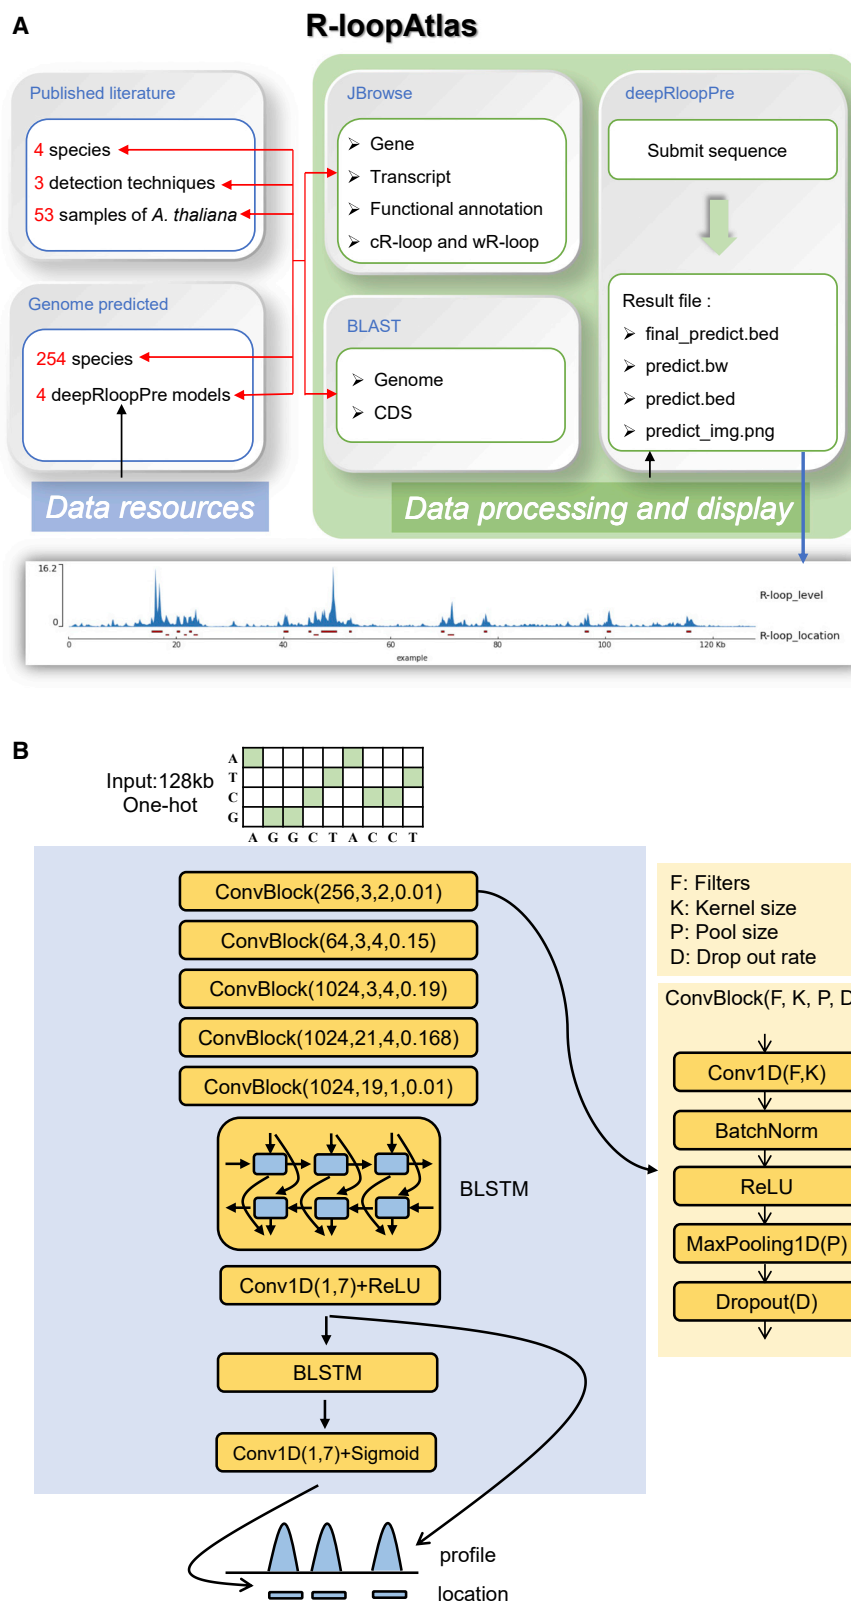 A
R-loopAtlas
Published literature
4 species
3 detection techniques
53 samples of A. thaliana
Genome predicted
254 species
4 deepRloopPre models
Data resources
JBrowse
Gene
Transcript
Functional annotation
cR-loop and wR-loop
BLAST
Genome
CDS
deepRloopPre
Submit sequence
Result file :
final_predict.bed
predict.bw
predict.bed
predict_img.png
Data processing and display
16.2
0
R-loop_level
R-loop_location
0 20 40 60 80 100 120 Kb
example
B
Input:128kb
One-hot
A
T
C
G
A G G C T A C C T
ConvBlock(256,3,2,0.01)
ConvBlock(64,3,4,0.15)
ConvBlock(1024,3,4,0.19)
ConvBlock(1024,21,4,0.168)
ConvBlock(1024,19,1,0.01)
BLSTM
Conv1D(1,7)+ReLU
BLSTM
Conv1D(1,7)+Sigmoid
profile
location
F: Filters
K: Kernel size
P: Pool size
D: Drop out rate
ConvBlock(F, K, P, D
Conv1D(F,K)
BatchNorm
ReLU
MaxPooling1D(P)
Dropout(D)